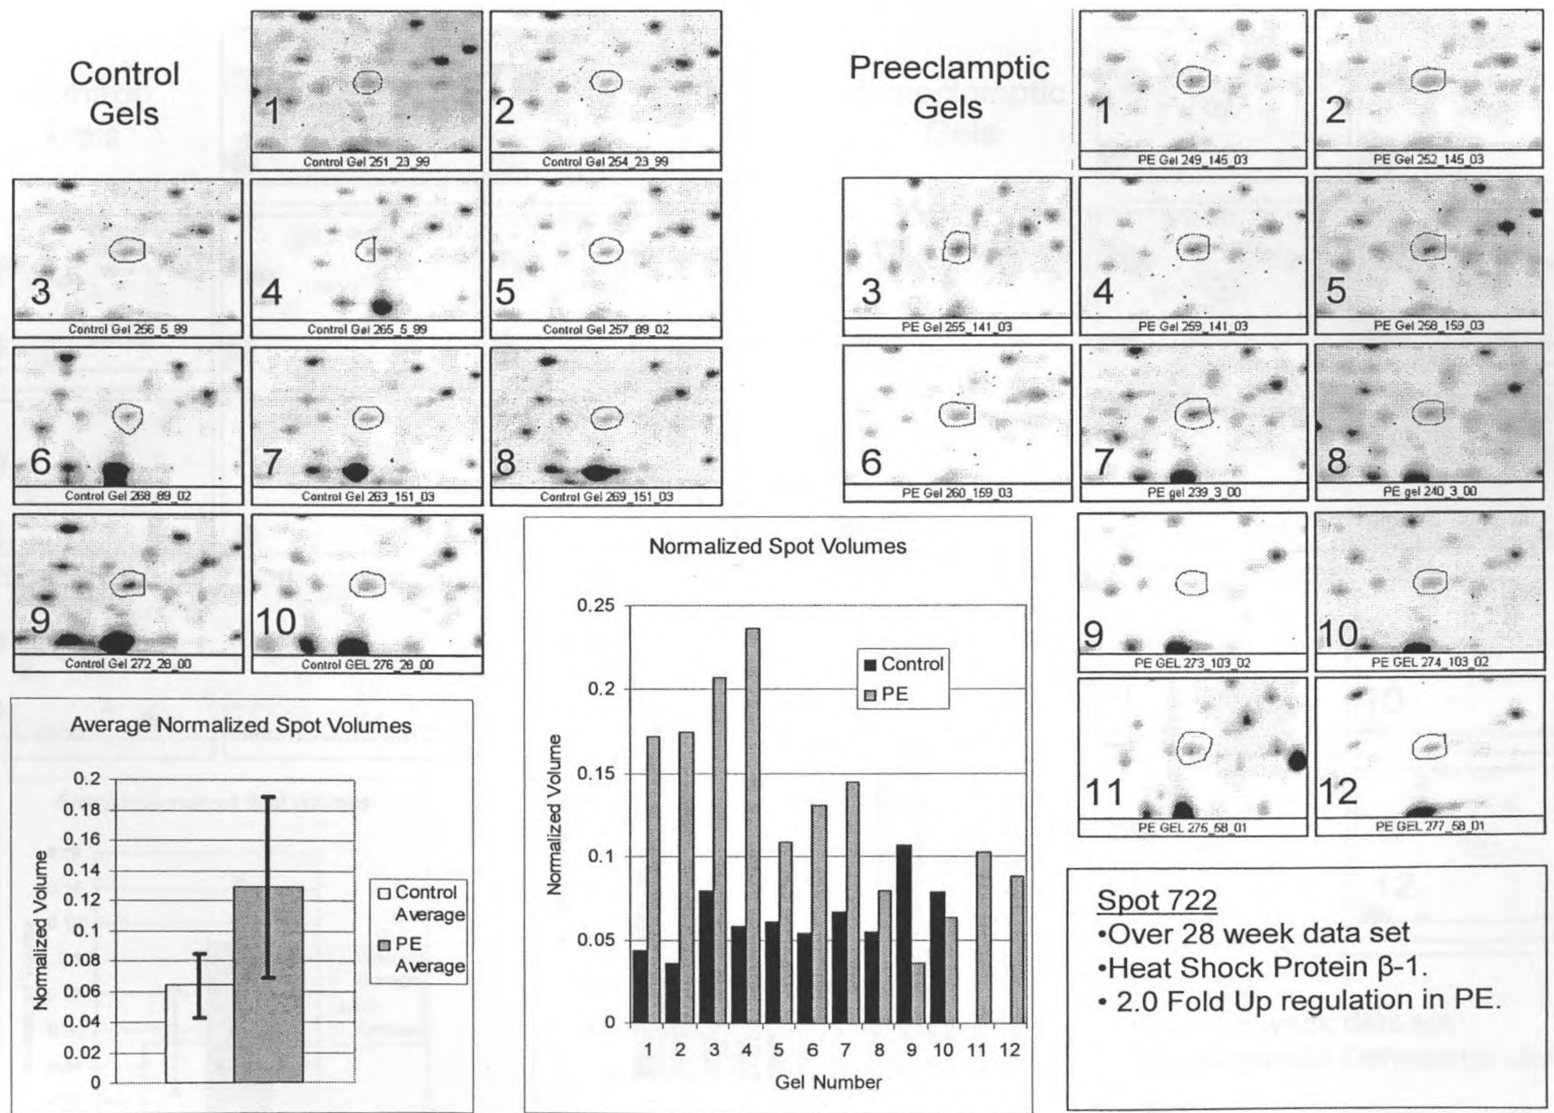 Control
Gels
1
Control Gel 251_23_99
2
Control Gel 254_23_99
3
Control Gel 256_5_99
4
Control Gel 265_5_99
5
Control Gel 257_89_02
6
Control Gel 268_89_02
7
Control Gel 263_151_03
8
Control Gel 269_151_03
9
Control Gel 272_28_00
10
Control GEL 276_28_00
Preeclamptic
Gels
1
PE Gel 249_145_03
2
PE Gel 252_145_03
3
PE Gel 255_141_03
4
PE Gel 259_141_03
5
PE Gel 258_159_03
6
PE Gel 260_159_03
7
PE gel 239_3_00
8
PE gel 240_3_00
9
PE GEL 273_103_02
10
PE GEL 274_103_02
11
PE GEL 275_58_01
12
PE GEL 277_58_01
Average Normalized Spot Volumes
Normalized Volume
0.2
0.18
0.16
0.14
0.12
0.1
0.08
0.06
0.04
0.02
0
Control
Average
PE
Average
Normalized Spot Volumes
Normalized Volume
0.25
0.2
0.15
0.1
0.05
0
Control
PE
1 2 3 4 5 6 7 8 9 10 11 12
Gel Number
Spot 722
•Over 28 week data set
•Heat Shock Protein β-1.
• 2.0 Fold Up regulation in PE.